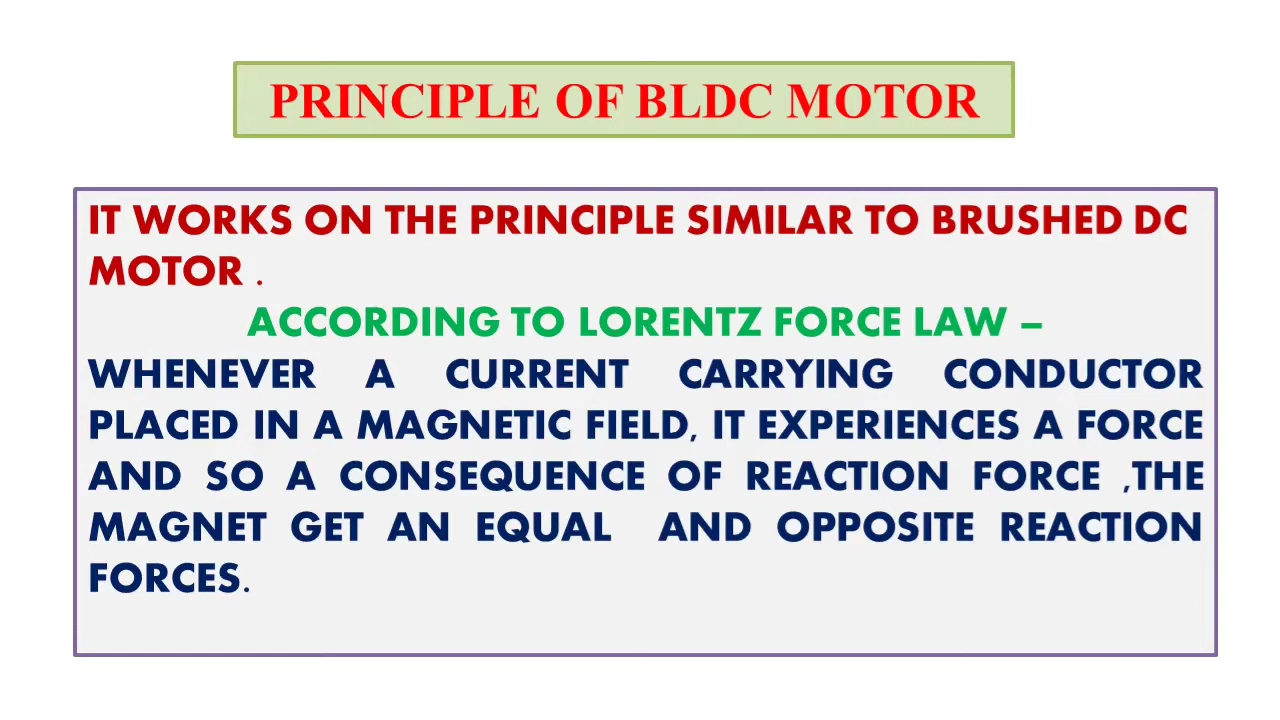 PRINCIPLE OF BLDC MOTOR
IT WORKS ON THE PRINCIPLE SIMILAR TO BRUSHED DC
MOTOR .
ACCORDING TO LORENTZ FORCE LAW –
WHENEVER A CURRENT CARRYING CONDUCTOR
PLACED IN A MAGNETIC FIELD, IT EXPERIENCES A FORCE
AND SO A CONSEQUENCE OF REACTION FORCE ,THE
MAGNET GET AN EQUAL AND OPPOSITE REACTION
FORCES.